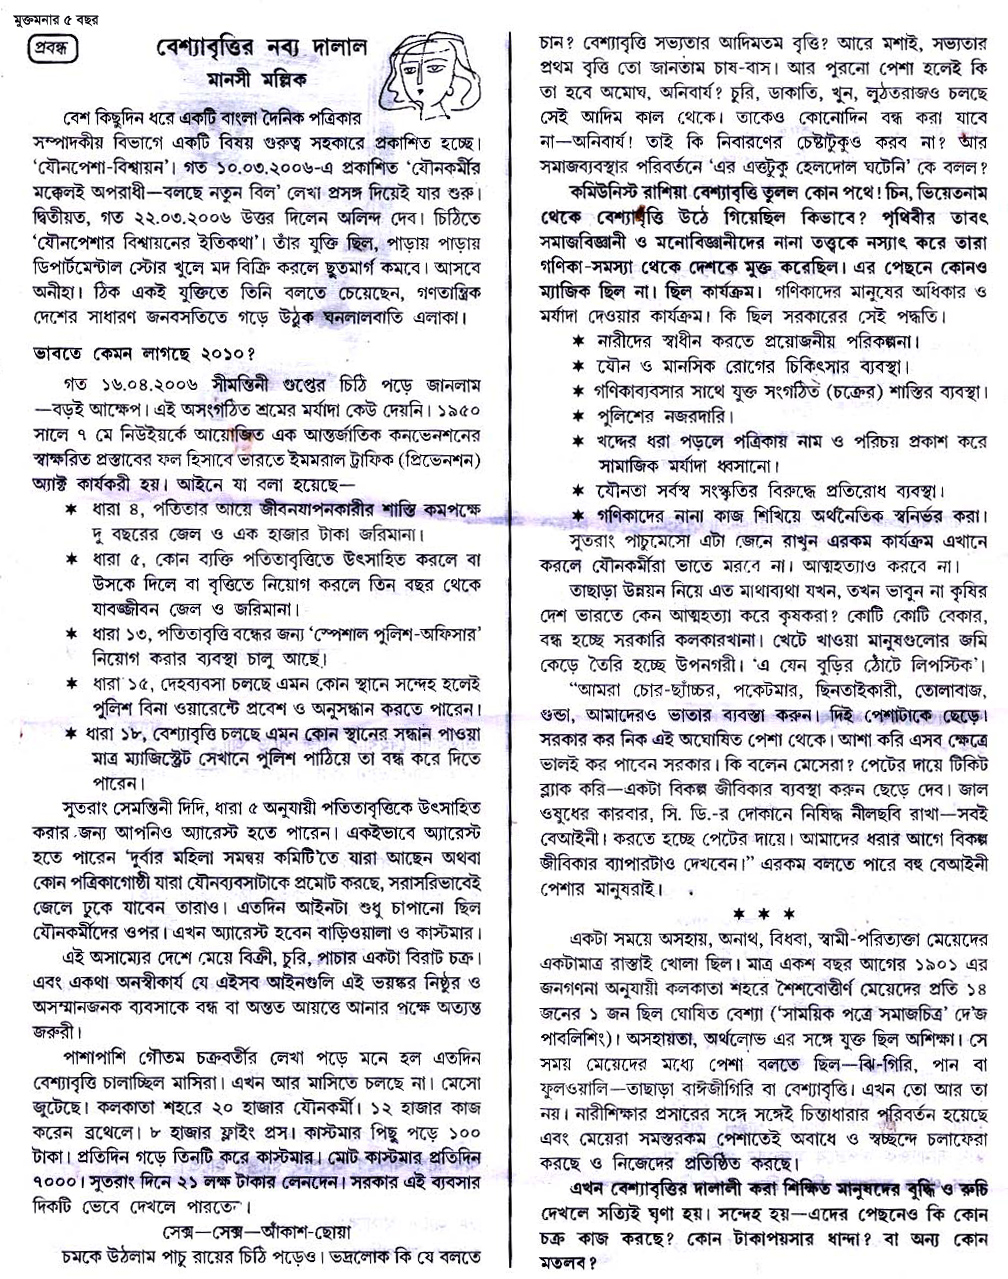 মুক্তমনার ৫ বছর
প্রবন্ধ
বেশ্যাবৃত্তির নব্য দালাল
মানসী মল্লিক
বেশ কিছুদিন ধরে একটি বাংলা দৈনিক পত্রিকার
সম্পাদকীয় বিভাগে একটি বিষয় গুরুত্ব সহকারে প্রকাশিত হচ্ছে।
‘যৌনপেশা-বিশ্বায়ন’। গত ১০.০৩.২০০৬-এ প্রকাশিত ‘যৌনকর্মীর
মক্কেলই অপরাধী—বলছে নতুন বিল’ লেখা প্রসঙ্গ দিয়েই যার শুরু।
দ্বিতীয়ত, গত ২২.০৩.২০০৬ উত্তর দিলেন অলিন্দ দেব। চিঠিতে
‘যৌনপেশার বিশ্বায়নের ইতিকথা’। তাঁর যুক্তি ছিল, পাড়ায় পাড়ায়
ডিপার্টমেন্টাল স্টোর খুলে মদ বিক্রি করলে ছুতমার্গ কমবে। আসবে
অনীহা। ঠিক একই যুক্তিতে তিনি বলতে চেয়েছেন, গণতান্ত্রিক
দেশের সাধারণ জনবসতিতে গড়ে উঠুক ঘনলালবাতি এলাকা।
ভাবতে কেমন লাগছে ২০১০?
গত ১৬.০৪.২০০৬ সীমন্তিনী গুপ্তের চিঠি পড়ে জানলাম
—বড়ই আক্ষেপ। এই অসংগঠিত শ্রমের মর্যাদা কেউ দেয়নি। ১৯৫০
সালে ৭ মে নিউইয়র্কে আয়োজিত এক আন্তর্জাতিক কনভেনশনের
স্বাক্ষরিত প্রস্তাবের ফল হিসাবে ভারতে ইমমরাল ট্রাফিক (প্রিভেনশন)
অ্যাক্ট কার্যকরী হয়। আইনে যা বলা হয়েছে—
★ ধারা ৪, পতিতার আয়ে জীবনযাপনকারীর শাস্তি কমপক্ষে
দু বছরের জেল ও এক হাজার টাকা জরিমানা।
★ ধারা ৫, কোন ব্যক্তি পতিতাবৃত্তিতে উৎসাহিত করলে বা
উসকে দিলে বা বৃত্তিতে নিয়োগ করলে তিন বছর থেকে
যাবজ্জীবন জেল ও জরিমানা।
★ ধারা ১৩, পতিতাবৃত্তি বন্ধের জন্য ‘স্পেশাল পুলিশ-অফিসার’
নিয়োগ করার ব্যবস্থা চালু আছে।
★ ধারা ১৫, দেহব্যবসা চলছে এমন কোন স্থানে সন্দেহ হলেই
পুলিশ বিনা ওয়ারেন্টে প্রবেশ ও অনুসন্ধান করতে পারেন।
★ ধারা ১৮, বেশ্যাবৃত্তি চলছে এমন কোন স্থানের সন্ধান পাওয়া
মাত্র ম্যাজিস্ট্রেট সেখানে পুলিশ পাঠিয়ে তা বন্ধ করে দিতে
পারেন।
সুতরাং সেমন্তিনী দিদি, ধারা ৫ অনুযায়ী পতিতাবৃত্তিকে উৎসাহিত
করার জন্য আপনিও অ্যারেস্ট হতে পারেন। একইভাবে অ্যারেস্ট
হতে পারেন ‘দুর্বার মহিলা সমন্বয় কমিটি’তে যারা আছেন অথবা
কোন পত্রিকাগোষ্ঠী যারা যৌনব্যবসাটাকে প্রমোট করছে, সরাসরিভাবেই
জেলে ঢুকে যাবেন তারাও। এতদিন আইনটা শুধু চাপানো ছিল
যৌনকর্মীদের ওপর। এখন অ্যারেস্ট হবেন বাড়িওয়ালা ও কাস্টমার।
এই অসাম্যের দেশে মেয়ে বিক্রী, চুরি, পাচার একটা বিরাট চক্র।
এবং একথা অনস্বীকার্য যে এইসব আইনগুলি এই ভয়ঙ্কর নিষ্ঠুর ও
অসম্মানজনক ব্যবসাকে বন্ধ বা অন্তত আয়ত্তে আনার পক্ষে অত্যন্ত
জরুরী।
পাশাপাশি গৌতম চক্রবর্তীর লেখা পড়ে মনে হল এতদিন
বেশ্যাবৃত্তি চালাচ্ছিল মাসিরা। এখন আর মাসিতে চলছে না। মেসো
জুটেছে। কলকাতা শহরে ২০ হাজার যৌনকর্মী। ১২ হাজার কাজ
করেন ব্রথেলে। ৮ হাজার ফ্লাইং প্রস। কাস্টমার পিছু পড়ে ১০০
টাকা। প্রতিদিন গড়ে তিনটি করে কাস্টমার। মোট কাস্টমার প্রতিদিন
৭০০০। সুতরাং দিনে ২১ লক্ষ টাকার লেনদেন। সরকার এই ব্যবসার
দিকটি ভেবে দেখলে পারতেন।
সেক্স—সেক্স—আঁকাশ-ছোয়া
চমকে উঠলাম পাচু রায়ের চিঠি পড়েও। ভদ্রলোক কি যে বলতে
চান? বেশ্যাবৃত্তি সভ্যতার আদিমতম বৃত্তি? আরে মশাই, সভ্যতার
প্রথম বৃত্তি তো জানতাম চাষ-বাস। আর পুরনো পেশা হলেই কি
তা হবে অমোঘ, অনিবার্য? চুরি, ডাকাতি, খুন, লুঠতরাজও চলছে
সেই আদিম কাল থেকে। তাকেও কোনোদিন বন্ধ করা যাবে
না—অনিবার্য! তাই কি নিবারণের চেষ্টাটুকুও করব না? আর
সমাজব্যবস্থার পরিবর্তনে ‘এর এত্তটুকু হেলদোল ঘটেনি’ কে বলল?
কমিউনিস্ট রাশিয়া বেশ্যাবৃত্তি তুলল কোন পথে! চিন, ভিয়েতনাম
থেকে বেশ্যাবৃত্তি উঠে গিয়েছিল কিভাবে? পৃথিবীর তাবৎ
সমাজবিজ্ঞানী ও মনোবিজ্ঞানীদের নানা তত্ত্বকে নস্যাৎ করে তারা
গণিকা-সমস্যা থেকে দেশকে মুক্ত করেছিল। এর পেছনে কোনও
ম্যাজিক ছিল না। ছিল কার্যক্রম। গণিকাদের মানুষের অধিকার ও
মর্যাদা দেওয়ার কার্যক্রম! কি ছিল সরকারের সেই পদ্ধতি।
★ নারীদের স্বাধীন করতে প্রয়োজনীয় পরিকল্পনা।
★ যৌন ও মানসিক রোগের চিকিৎসার ব্যবস্থা।
★ গণিকাব্যবসার সাথে যুক্ত সংগঠিত (চক্রের) শাস্তির ব্যবস্থা।
★ পুলিশের নজরদারি।
★ খদ্দের ধরা পড়লে পত্রিকায় নাম ও পরিচয় প্রকাশ করে
সামাজিক মর্যাদা ধ্বসানো।
★ যৌনতা সর্বস্ব সংস্কৃতির বিরুদ্ধে প্রতিরোধ ব্যবস্থা।
★ গণিকাদের নানা কাজ শিখিয়ে অর্থনৈতিক স্বনির্ভর করা।
সুতরাং পাচুমেসো এটা জেনে রাখুন এরকম কার্যক্রম এখানে
করলে যৌনকর্মীরা ভাতে মরবে না। আত্মহত্যাও করবে না।
তাছাড়া উন্নয়ন নিয়ে এত মাথাব্যথা যখন, তখন ভাবুন না কৃষির
দেশ ভারতে কেন আত্মহত্যা করে কৃষকরা? কোটি কোটি বেকার,
বন্ধ হচ্ছে সরকারি কলকারখানা। খেটে খাওয়া মানুষগুলোর জমি
কেড়ে তৈরি হচ্ছে উপনগরী। ‘এ যেন বুড়ির ঠোঁটে লিপস্টিক’।
“আমরা চোর-ছ্যাঁচ্চর, পকেটমার, ছিনতাইকারী, তোলাবাজ,
গুন্ডা, আমাদেরও ভাতার ব্যবস্তা করুন। দিই পেশাটাকে ছেড়ে।
সরকার কর নিক এই অঘোষিত পেশা থেকে। আশা করি এসব ক্ষেত্রে
ভালই কর পাবেন সরকার। কি বলেন মেসেরা? পেটের দায়ে টিকিট
ব্ল্যাক করি—একটা বিকল্প জীবিকার ব্যবস্থা করুন ছেড়ে দেব। জাল
ওষুধের কারবার, সি. ডি.-র দোকানে নিষিদ্ধ নীলছবি রাখা—সবই
বেআইনী। করতে হচ্ছে পেটের দায়ে। আমাদের ধরার আগে বিকল্প
জীবিকার ব্যাপারটাও দেখবেন।” এরকম বলতে পারে বহু বেআইনী
পেশার মানুষরাই।
★ ★ ★
একটা সময়ে অসহায়, অনাথ, বিধবা, স্বামী-পরিত্যক্তা মেয়েদের
একটামাত্র রাস্তাই খোলা ছিল। মাত্র একশ বছর আগের ১৯০১ এর
জনগণনা অনুযায়ী কলকাতা শহরে শৈশবোত্তীর্ণ মেয়েদের প্রতি ১৪
জনের ১ জন ছিল ঘোষিত বেশ্যা (‘সাময়িক পত্রে সমাজচিত্র’ দে’জ
পাবলিশিং)। অসহায়তা, অর্থলোভ এর সঙ্গে যুক্ত ছিল অশিক্ষা। সে
সময় মেয়েদের মধ্যে পেশা বলতে ছিল—ঝি-গিরি, পান বা
ফুলওয়ালি—তাছাড়া বাঈজীগিরি বা বেশ্যাবৃত্তি। এখন তো আর তা
নয়। নারীশিক্ষার প্রসারের সঙ্গে সঙ্গেই চিন্তাধারার পরিবর্তন হয়েছে
এবং মেয়েরা সমস্তরকম পেশাতেই অবাধে ও স্বচ্ছন্দে চলাফেরা
করছে ও নিজেদের প্রতিষ্ঠিত করছে।
এখন বেশ্যাবৃত্তির দালালী করা শিক্ষিত মানুষদের বুদ্ধি ও রুচি
দেখলে সত্যিই ঘৃণা হয়। সন্দেহ হয়—এদের পেছনেও কি কোন
চক্র কাজ করছে? কোন টাকাপয়সার ধান্দা? বা অন্য কোন
মতলব?